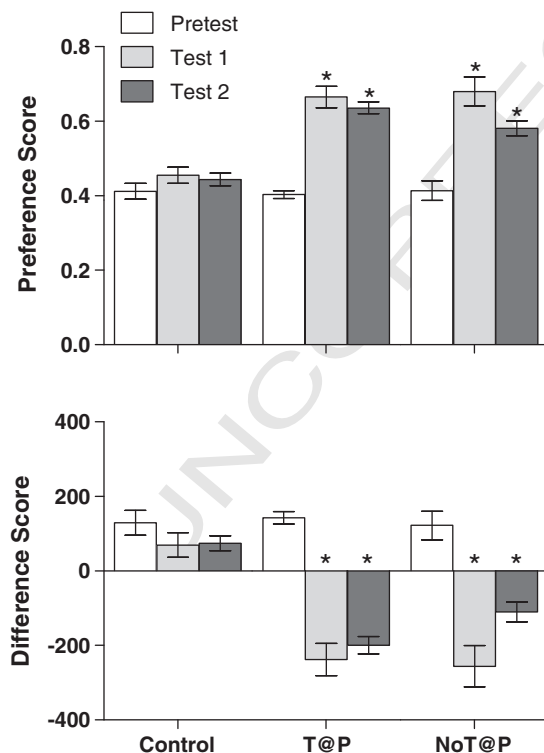 Pretest
Test 1
Test 2
Preference Score
0.8
0.6
0.4
0.2
0.0
* * * *
Difference Score
400
200
0
-200
-400
* * * *
Control T@P NoT@P